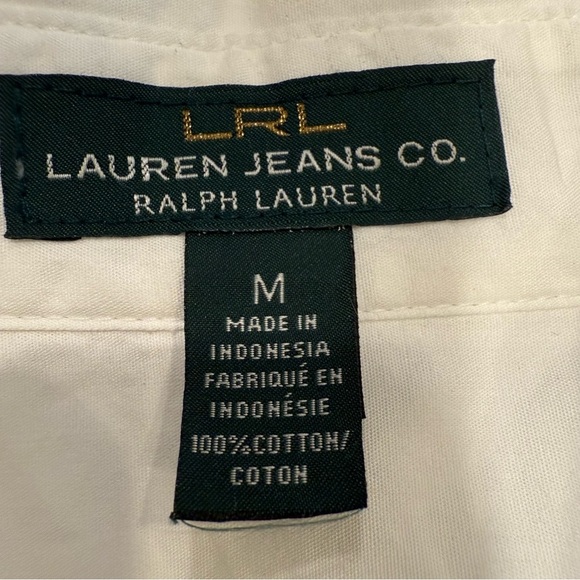 LRL
LAUREN JEANS CO.
RALPH LAUREN
M
MADE IN
INDONESIA
FABRIQUÉ EN
INDONÉSIE
100%COTTON/
COTON